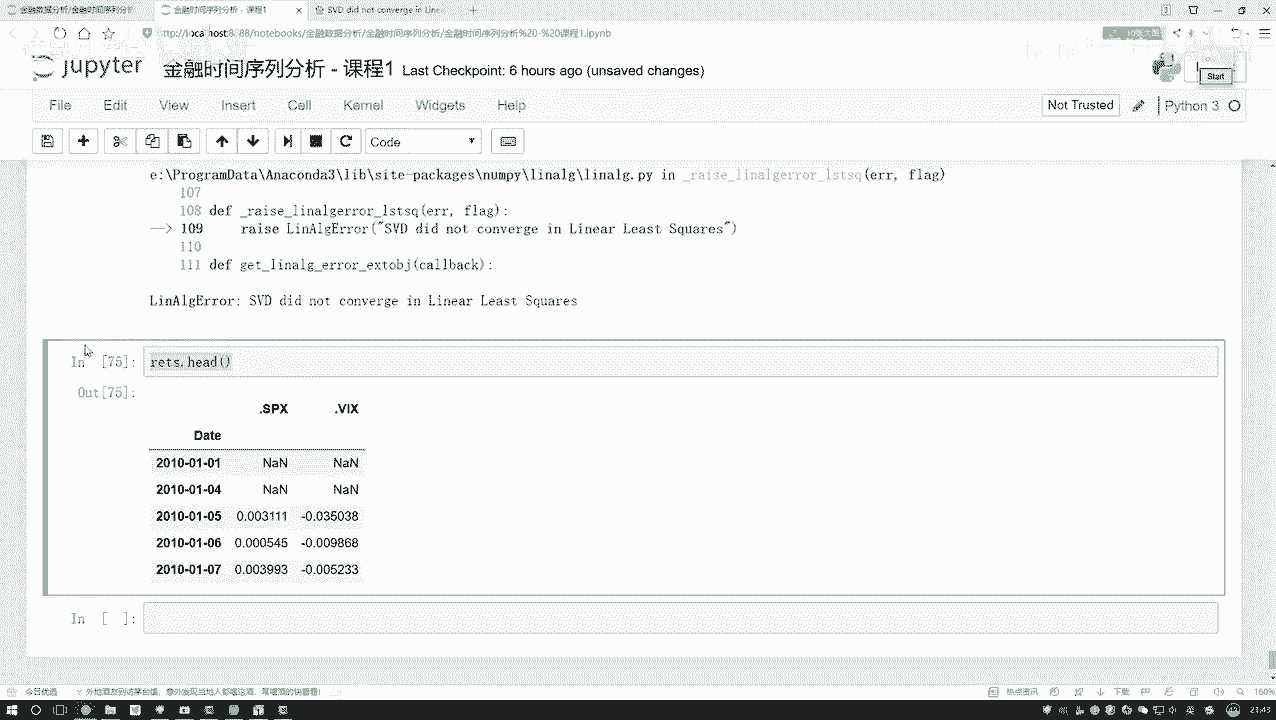 金融数据分析/金融时间序列分析
金融时间序列分析 - 课程1
SVD did not converge in Linea
ttp://localhost:8888/notebooks/金融数据分析/金融时间序列分析/金融时间序列分析%20-%20课程1.ipynb
jupyter 金融时间序列分析 - 课程1 Last Checkpoint: 6 hours ago (unsaved changes)
Start
File Edit View Insert Cell Kernel Widgets Help
Not Trusted
Python 3
Code
e:\ProgramData\Anaconda3\lib\site-packages\numpy\linalg\linalg.py in _raise_linalgerror_lstsq(err, flag)
107
108 def _raise_linalgerror_lstsq(err, flag):
--> 109 raise LinAlgError("SVD did not converge in Linear Least Squares")
110
111 def get_linalg_error_extobj(callback):
LinAlgError: SVD did not converge in Linear Least Squares
In [75]: rets.head()
Out[75]:
.SPX .VIX
Date
2010-01-01 NaN NaN
2010-01-04 NaN NaN
2010-01-05 0.003111 -0.035038
2010-01-06 0.000545 -0.009868
2010-01-07 0.003993 -0.005233
In [ ]:
今日优选
热点资讯
下载
160%
21:43